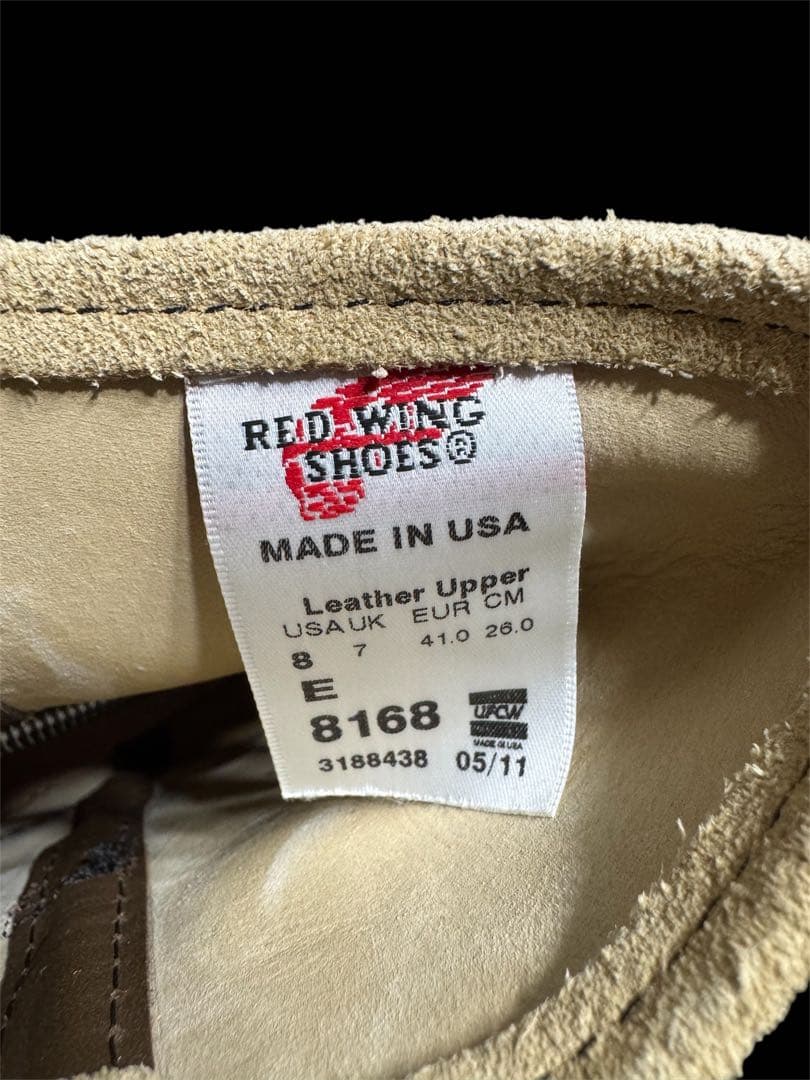 RED WING
SHOES®
MADE IN USA
Leather Upper
USA UK EUR CM
8 7 41.0 26.0
E
8168
UFCW
MADE IN USA
3188438 05/11